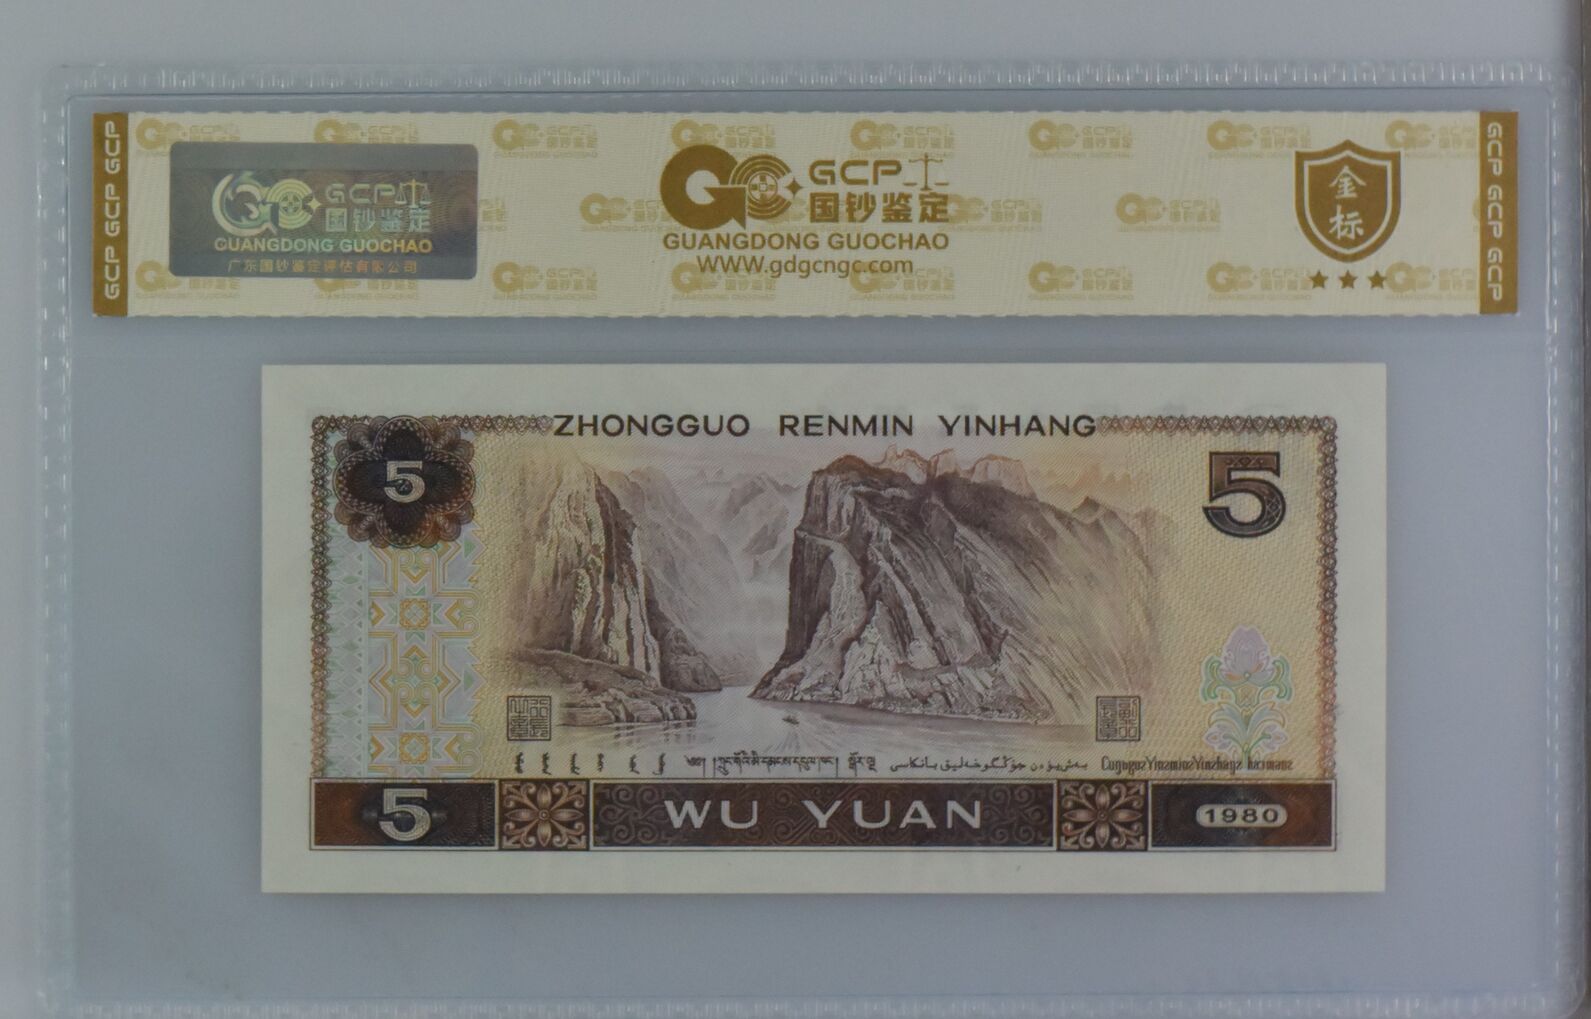 GCP GCP GCP
GCP
国钞鉴定
GUANGDONG GUOCHAO
广东国钞鉴定评估有限公司
GCP
国钞鉴定
GUANGDONG GUOCHAO
WWW.gdgcngc.com
金
标
GCP GCP GCP
ZHONGGUO RENMIN YINHANG
5
5
5
WU YUAN
1980